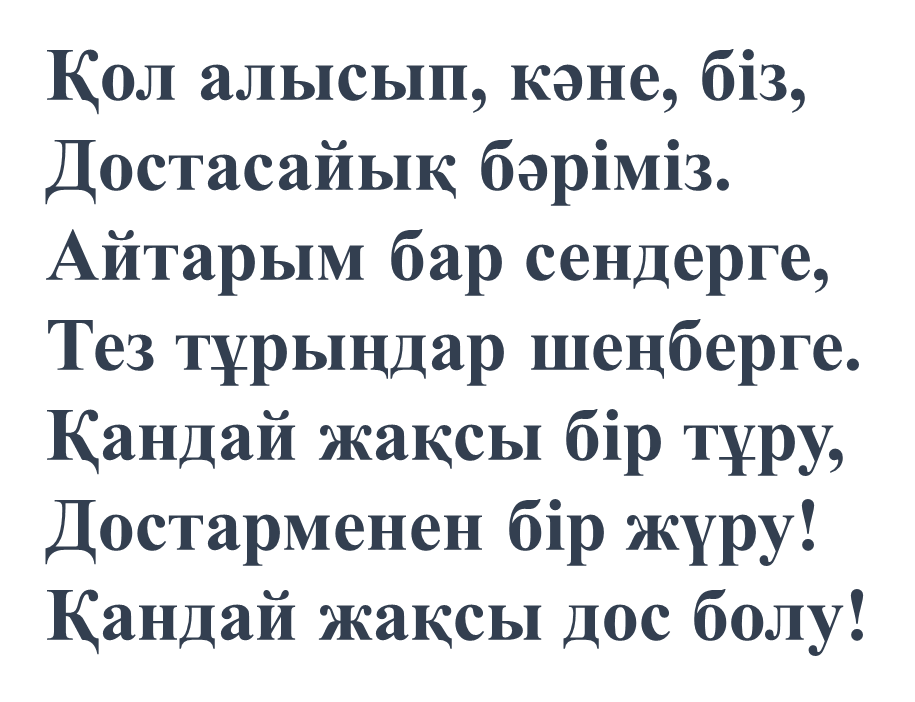 Қол алысып, кәне, біз,
Достасайық бәріміз.
Айтарым бар сендерге,
Тез тұрыңдар шеңберге.
Қандай жақсы бір тұру,
Достарменен бір жүру!
Қандай жақсы дос болу!